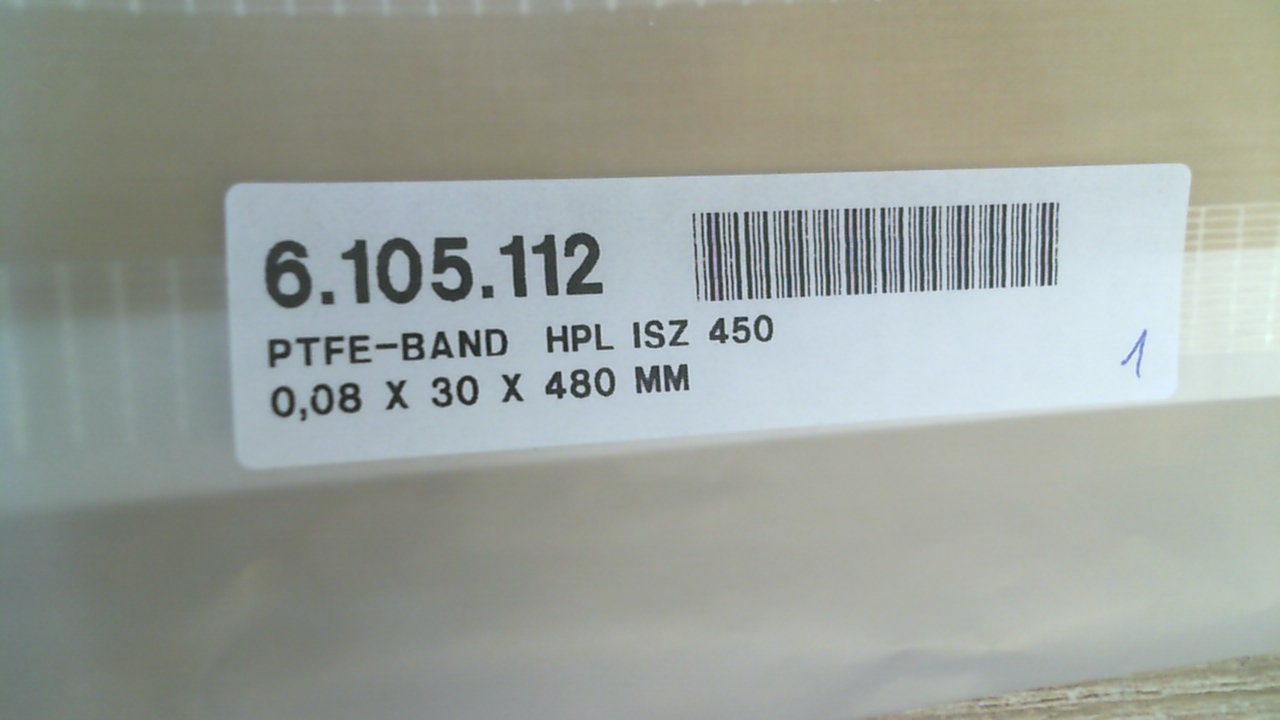 6.105.112
PTFE-BAND HPL ISZ 450
0,08 X 30 X 480 MM
1